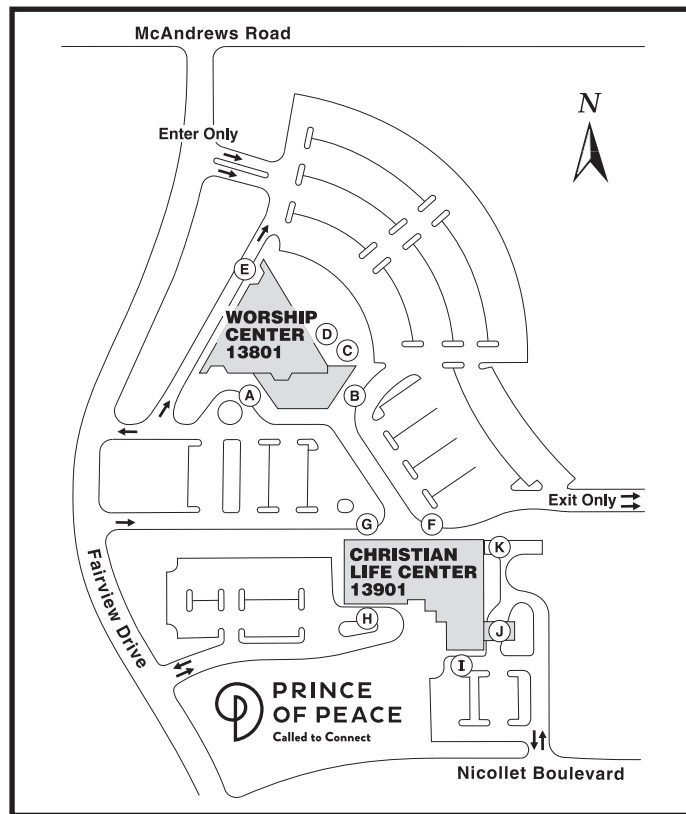 McAndrews Road
N
Enter Only
E
WORSHIP
CENTER
13801
D
C
A
B
Exit Only
G
F
K
CHRISTIAN
LIFE CENTER
13901
Fairview Drive
H
J
I
PRINCE
OF PEACE
Called to Connect
Nicollet Boulevard